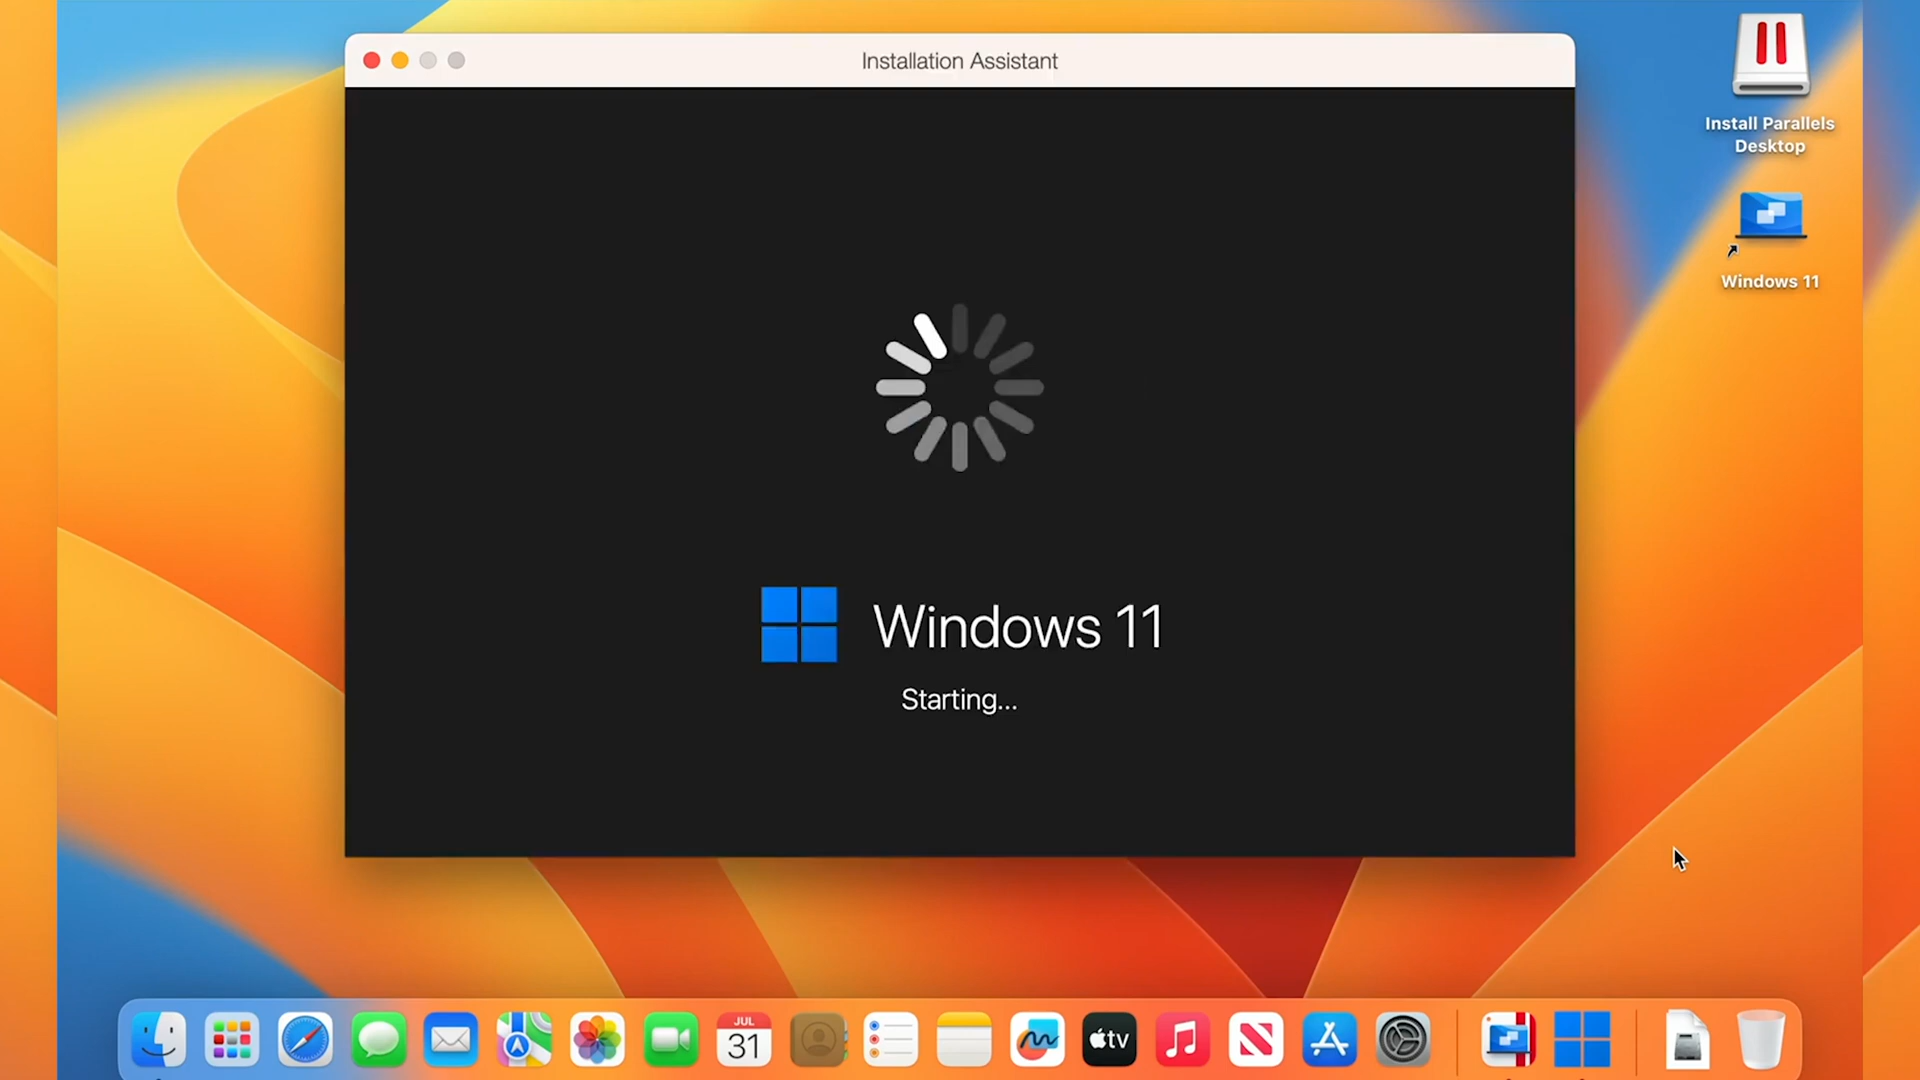 Installation Assistant
Install Parallels
Desktop
Windows 11
Windows 11
Starting...
JUL
31
tv